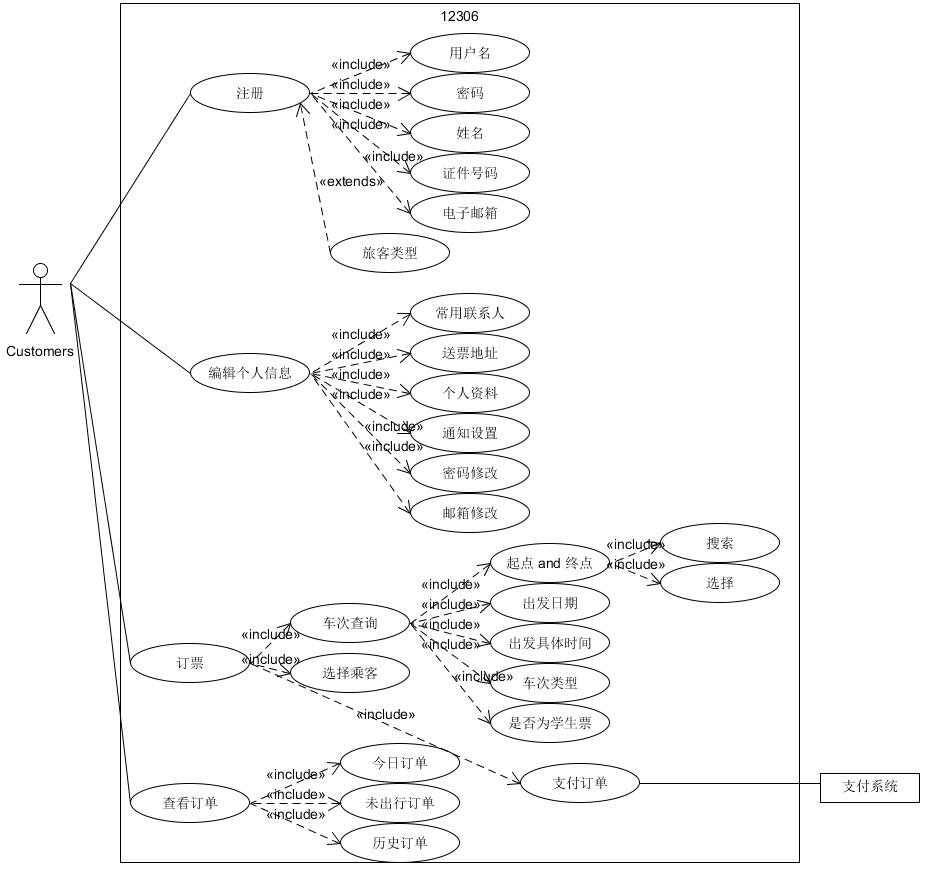 12306
用户名
«include»
注册
«include»
密码
«include»
姓名
«include»
«include»
证件号码
«extends»
电子邮箱
旅客类型
Customers
常用联系人
«include»
送票地址
«include»
编辑个人信息
«include»
个人资料
«include»
«include»
通知设置
«include»
密码修改
邮箱修改
搜索
«include»
起点 and 终点
«include»
选择
«include»
出发日期
«include»
车次查询
«include»
«include»
出发具体时间
«include»
订票
«include»
选择乘客
«include»
车次类型
«include»
是否为学生票
今日订单
«include»
支付订单
支付系统
«include»
查看订单
未出行订单
«include»
历史订单